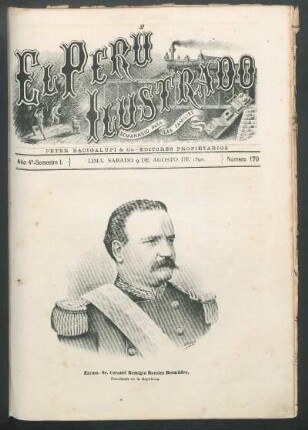 EL PERÚ
ILUSTRADO
SEMANARIO PARA LAS FAMILIAS
PETER BACIGALUPI & Co-EDITORES PROPIETARIOS
Año 4º-Semestre I.
LIMA, SABADO 9 DE AGOSTO DE 1890.
Número 170
Excmo. Sr. Coronel Remigio Morales Bermúdez,
Presidente de la República.